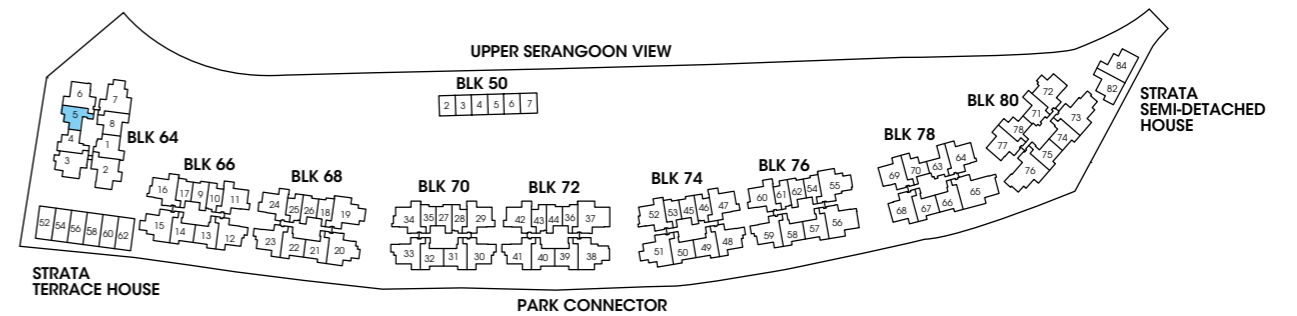 UPPER SERANGOON VIEW
BLK 50
2 3 4 5 6 7
6 7
5 8
4 1
3 2
BLK 64
BLK 66
16 17 9 10 11
15 14 13 12
BLK 68
24 25 26 18 19
23 22 21 20
BLK 70
34 35 27 28 29
33 32 31 30
BLK 72
42 43 44 36 37
41 40 39 38
BLK 74
52 53 45 46 47
51 50 49 48
BLK 76
60 61 62 54 55
59 58 57 56
BLK 78
69 70 63 64
68 67 66 65
BLK 80
72
71 73
78 74
77 75
76
84
82
STRATA
SEMI-DETACHED
HOUSE
52 54 56 58 60 62
STRATA
TERRACE HOUSE
PARK CONNECTOR